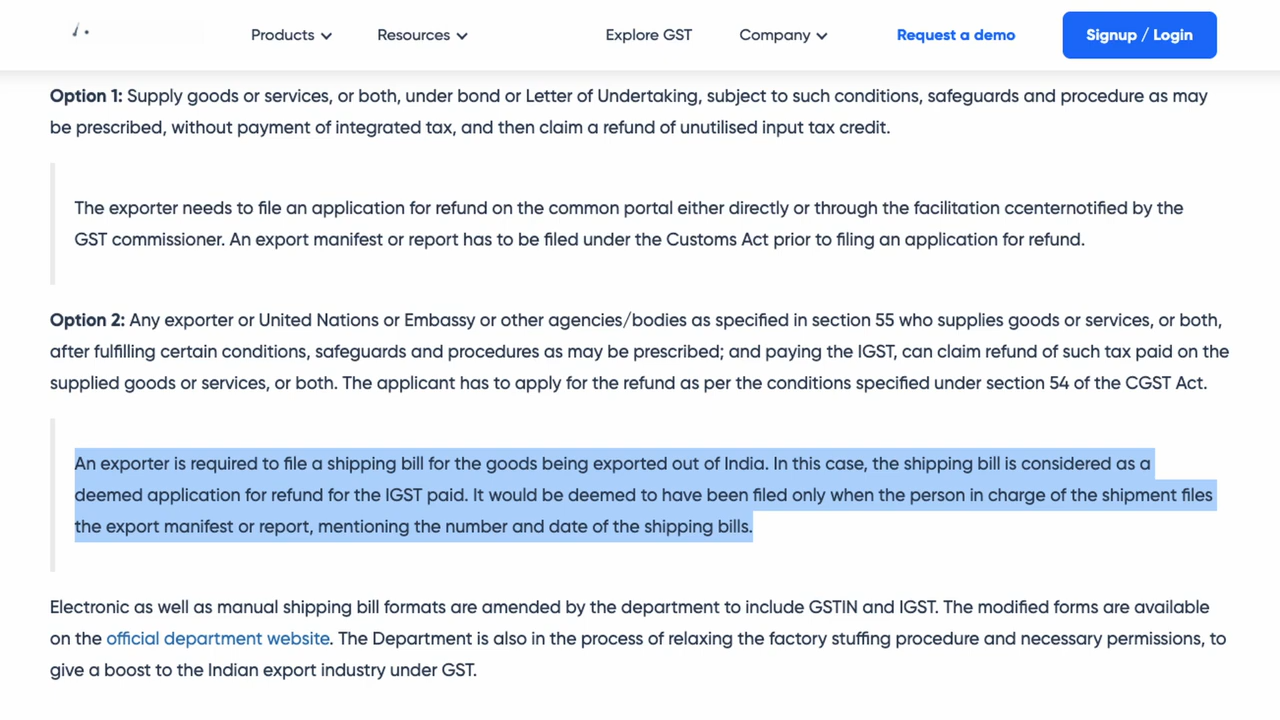 Products Resources Explore GST Company Request a demo Signup / Login
Option 1: Supply goods or services, or both, under bond or Letter of Undertaking, subject to such conditions, safeguards and procedure as may
be prescribed, without payment of integrated tax, and then claim a refund of unutilised input tax credit.
The exporter needs to file an application for refund on the common portal either directly or through the facilitation ccenternotified by the
GST commissioner. An export manifest or report has to be filed under the Customs Act prior to filing an application for refund.
Option 2: Any exporter or United Nations or Embassy or other agencies/bodies as specified in section 55 who supplies goods or services, or both,
after fulfilling certain conditions, safeguards and procedures as may be prescribed; and paying the IGST, can claim refund of such tax paid on the
supplied goods or services, or both. The applicant has to apply for the refund as per the conditions specified under section 54 of the CGST Act.
An exporter is required to file a shipping bill for the goods being exported out of India. In this case, the shipping bill is considered as a
deemed application for refund for the IGST paid. It would be deemed to have been filed only when the person in charge of the shipment files
the export manifest or report, mentioning the number and date of the shipping bills.
Electronic as well as manual shipping bill formats are amended by the department to include GSTIN and IGST. The modified forms are available
on the official department website. The Department is also in the process of relaxing the factory stuffing procedure and necessary permissions, to
give a boost to the Indian export industry under GST.